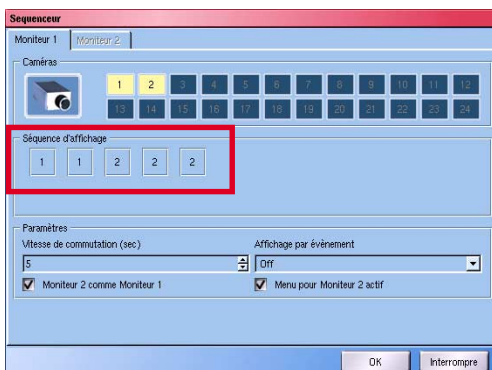 Sequenceur
Moniteur 1 Moniteur 2
Caméras
1 2 3 4 5 6 7 8 9 10 11 12
13 14 15 16 17 18 19 20 21 22 23 24
Séquence d'affichage
1 1 2 2 2
Paramètres
Vitesse de commutation (sec) Affichage par évènement
5 Off
Moniteur 2 comme Moniteur 1 Menu pour Moniteur 2 actif
OK Interrompre